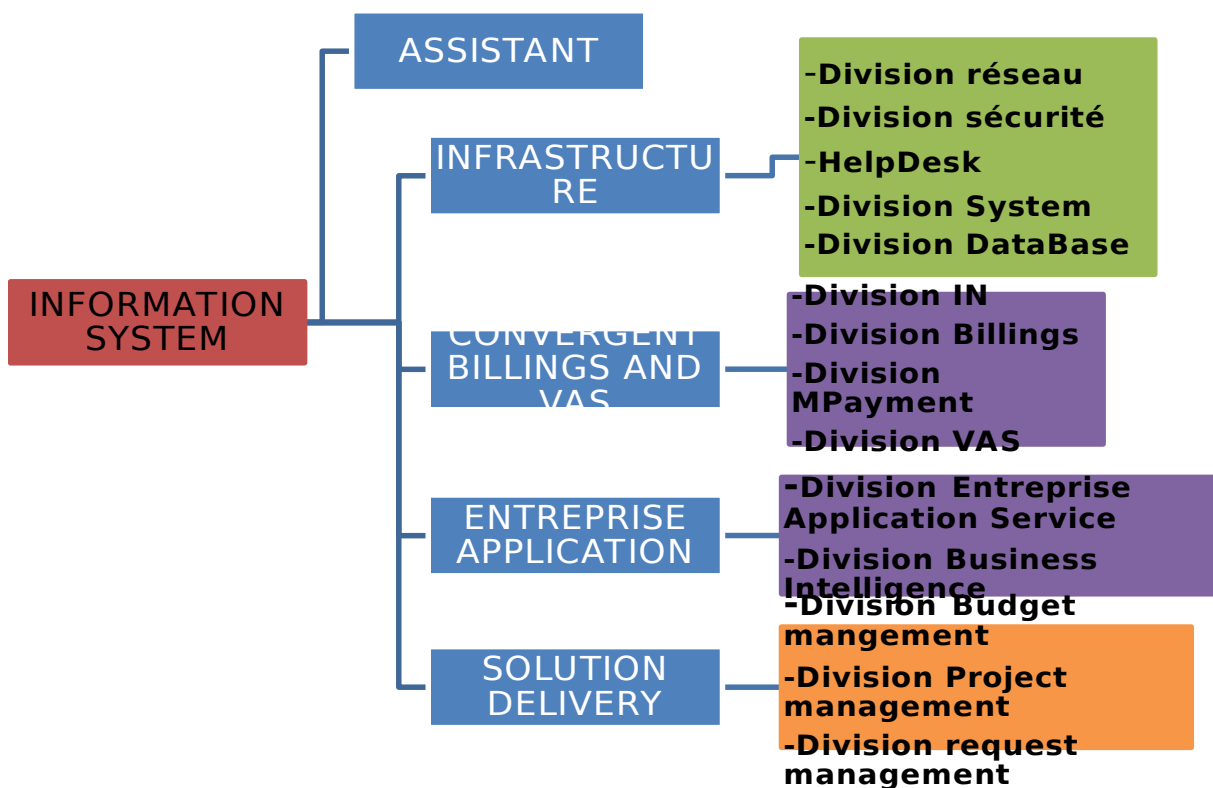 ASSISTANT
-Division réseau
-Division sécurité
-HelpDesk
-Division System
-Division DataBase
INFRASTRUCTU
RE
INFORMATION
SYSTEM
CONVERGENT
BILLINGS AND
VAS
-Division IN
-Division Billings
-Division
MPayment
-Division VAS
ENTREPRISE
APPLICATION
-Division Entreprise
Application Service
-Division Business
Intelligence
SOLUTION
DELIVERY
-Division Budget
mangement
-Division Project
management
-Division request
management